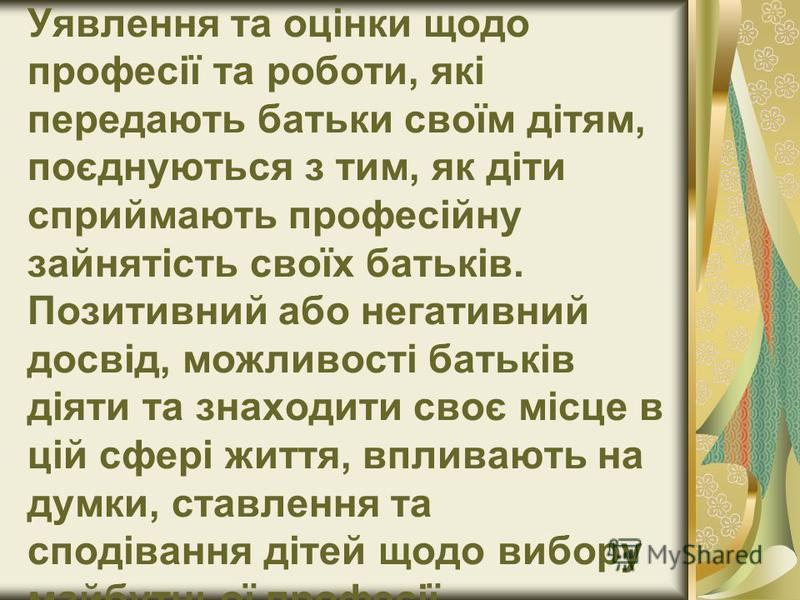 Уявлення та оцінки щодо
професії та роботи, які
передають батьки своїм дітям,
поєднуються з тим, як діти
сприймають професійну
зайнятість своїх батьків.
Позитивний або негативний
досвід, можливості батьків
діяти та знаходити своє місце в
цій сфері життя, впливають на
думки, ставлення та
сподівання дітей щодо вибору
майбутньої професії
MyShared